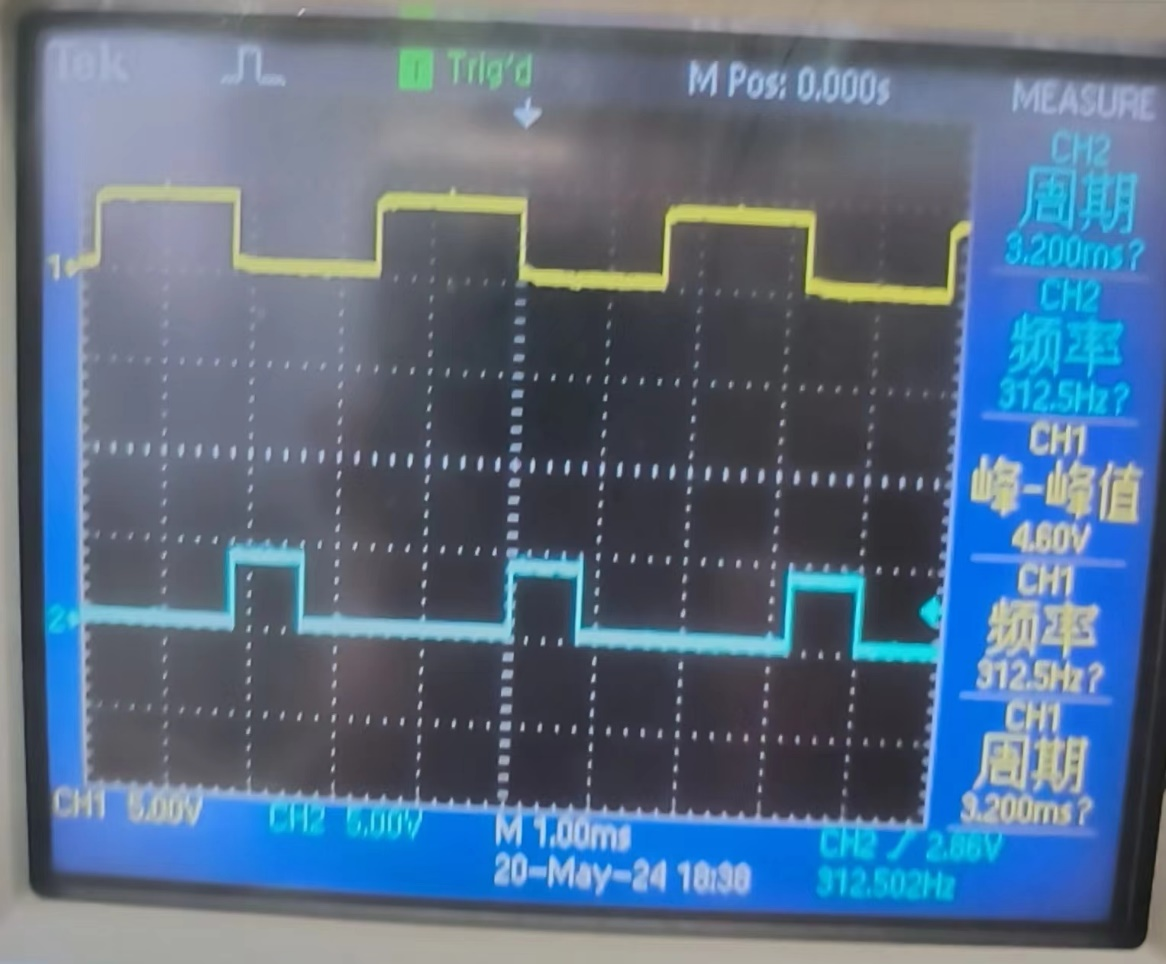 Tek
T Trig'd
M Pos: 0.000s
MEASURE
CH2
周期
3.200ms?
CH2
频率
312.5Hz?
CH1
峰-峰值
4.60V
CH1
频率
312.5Hz?
CH1
周期
3.200ms?
1
2
CH1 5.00V
CH2 5.00V
M 1.00ms
CH2 / 2.86V
20-May-24 18:38
312.502Hz